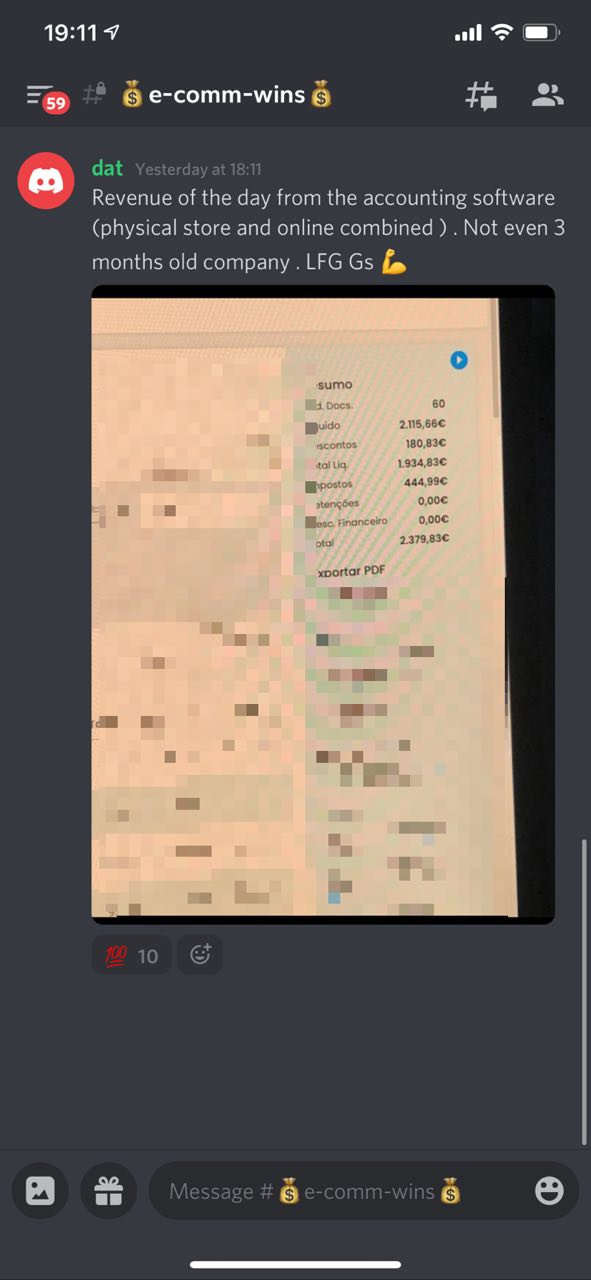 19:11
59
💰e-comm-wins💰
dat Yesterday at 18:11
Revenue of the day from the accounting software
(physical store and online combined ) . Not even 3
months old company . LFG Gs 💪
sumo
d. Docs. 60
uido 2.115,66€
scontos 180,83€
tal Liq. 1.934,83€
postos 444,99€
tenções 0,00€
esc. Financeiro 0,00€
otal 2.379,83€
xportar PDF
💯 10
Message #💰e-comm-wins💰